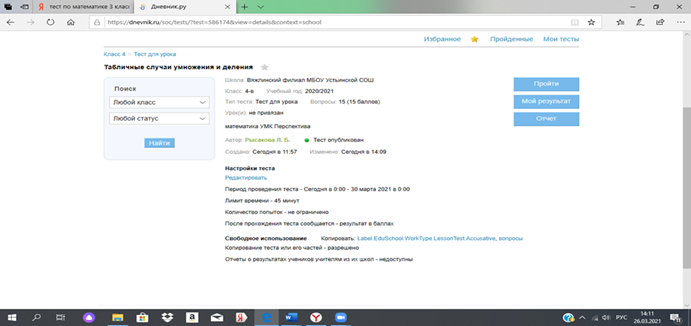 тест по математике 3 класс
Дневник.ру
https://dnevnik.ru/soc/tests/?test=586174&view=details&context=school
Избранное Пройденные Мои тесты
Класс 4 · Тест для урока
Табличные случаи умножения и деления
Поиск
Любой класс
Любой статус
Найти
Школа: Вяжлинский филиал МБОУ Устьинской СОШ
Класс: 4-в Учебный год: 2020/2021
Тип теста: Тест для урока Вопросы: 15 (15 баллов)
Урок(и): не привязан
математика УМК Перспектива
Автор: Рысакова Л. Б. Тест опубликован
Создано: Сегодня в 11:57 Изменено: Сегодня в 14:09
Настройки теста
Редактировать
Период проведения теста - Сегодня в 0:00 - 30 марта 2021 в 0:00
Лимит времени - 45 минут
Количество попыток - не ограничено
После прохождения теста сообщается - результат в баллах
Свободное использование Копировать: Label.EduSchool.WorkType.LessonTest.Accusative, вопросы
Копирование теста или его частей - разрешено
Отчеты о результатах учеников учителям из их школ - недоступны
Пройти
Мой результат
Отчет
РУС
14:11
26.03.2021